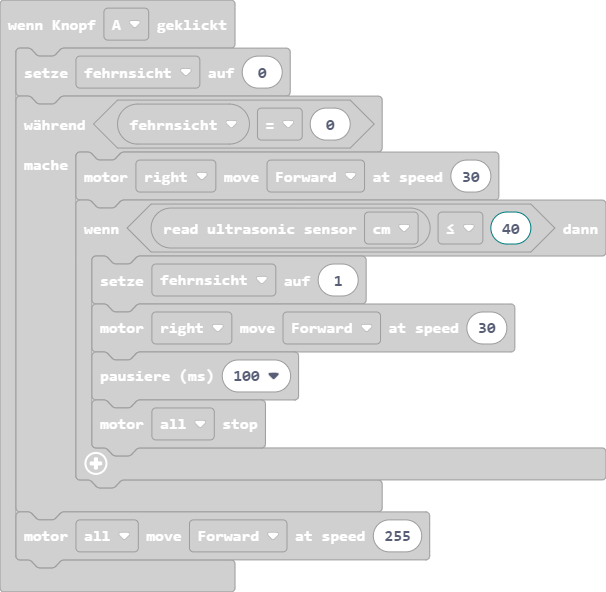 wenn Knopf A geklickt
setze fehrnsicht auf 0
während fehrnsicht = 0
mache
motor right move Forward at speed 30
wenn read ultrasonic sensor cm ≤ 40 dann
setze fehrnsicht auf 1
motor right move Forward at speed 30
pausiere (ms) 100
motor all stop
motor all move Forward at speed 255